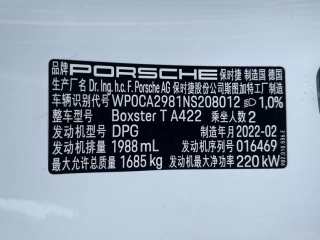 品牌 PORSCHE 保时捷 制造国 德国
生产厂名 Dr. Ing. h.c. F. Porsche AG 保时捷股份公司斯图加特工厂制造
车辆识别代号 WP0CA2981NS208012 1,0%
整车型号 Boxster T A422 乘坐人数 2
发动机型号 DPG 制造年月 2022-02
发动机排量 1988 mL 发动机序列号 016469
最大允许总质量 1685 kg 发动机最大净功率 220 kW